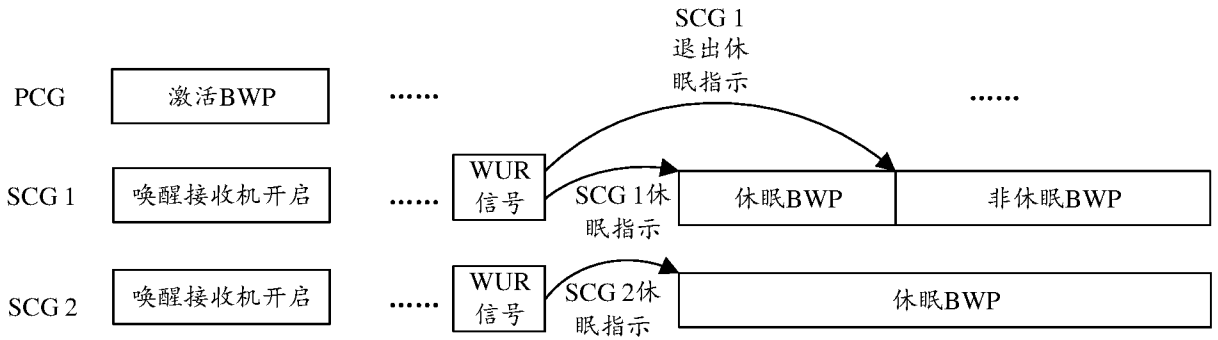 SCG 1
退出休
眠指示
PCG
激活BWP
……
……
SCG 1
唤醒接收机开启
……
WUR
信号
SCG 1休
眠指示
休眠BWP
非休眠BWP
SCG 2
唤醒接收机开启
……
WUR
信号
SCG 2休
眠指示
休眠BWP